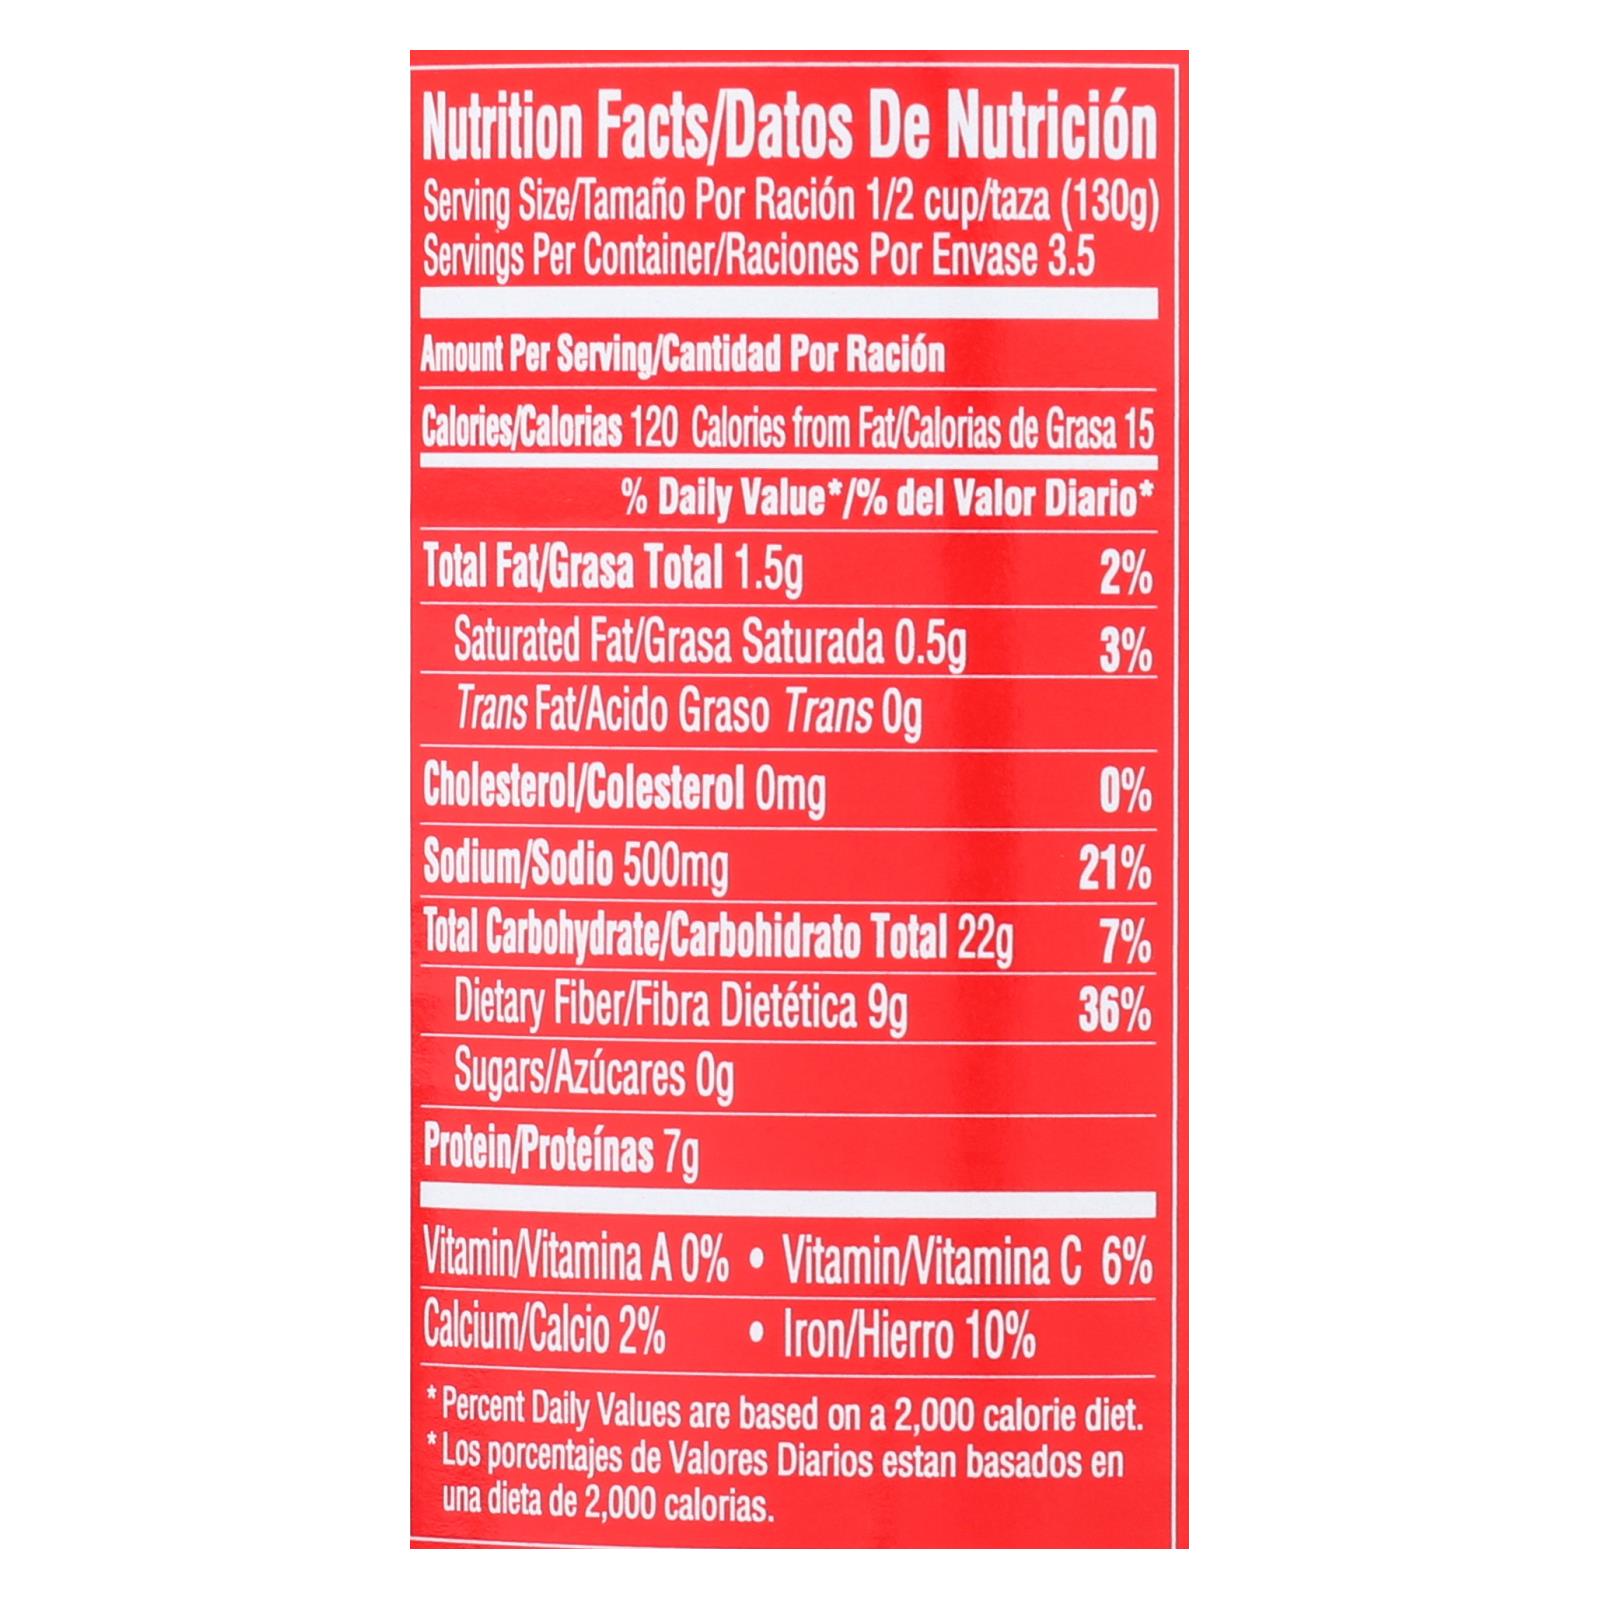 Nutrition Facts/Datos De Nutrición
Serving Size/Tamaño Por Ración 1/2 cup/taza (130g)
Servings Per Container/Raciones Por Envase 3.5
Amount Per Serving/Cantidad Por Ración
Calories/Calorias 120 Calories from Fat/Calorias de Grasa 15
% Daily Value*/% del Valor Diario*
Total Fat/Grasa Total 1.5g 2%
Saturated Fat/Grasa Saturada 0.5g 3%
Trans Fat/Acido Graso Trans 0g
Cholesterol/Colesterol 0mg 0%
Sodium/Sodio 500mg 21%
Total Carbohydrate/Carbohidrato Total 22g 7%
Dietary Fiber/Fibra Dietética 9g 36%
Sugars/Azúcares 0g
Protein/Proteínas 7g
Vitamin/Vitamina A 0% • Vitamin/Vitamina C 6%
Calcium/Calcio 2% • Iron/Hierro 10%
* Percent Daily Values are based on a 2,000 calorie diet.
* Los porcentajes de Valores Diarios estan basados en
una dieta de 2,000 calorias.